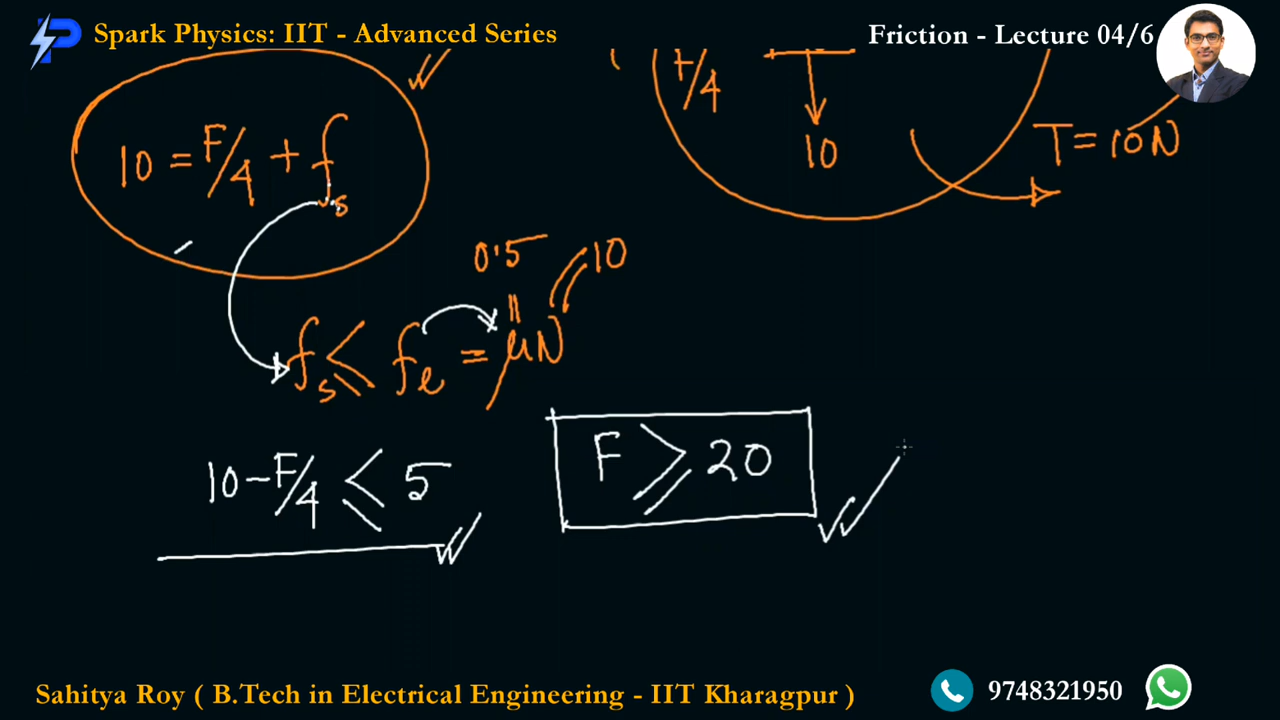 Spark Physics: IIT - Advanced Series
Friction - Lecture 04/6
F/4
10
T = 10N
10 = F/4 + fs
0.5
10
fs ≤ fl = μN
10 - F/4 ≤ 5
F ≥ 20
Sahitya Roy ( B.Tech in Electrical Engineering - IIT Kharagpur )
9748321950